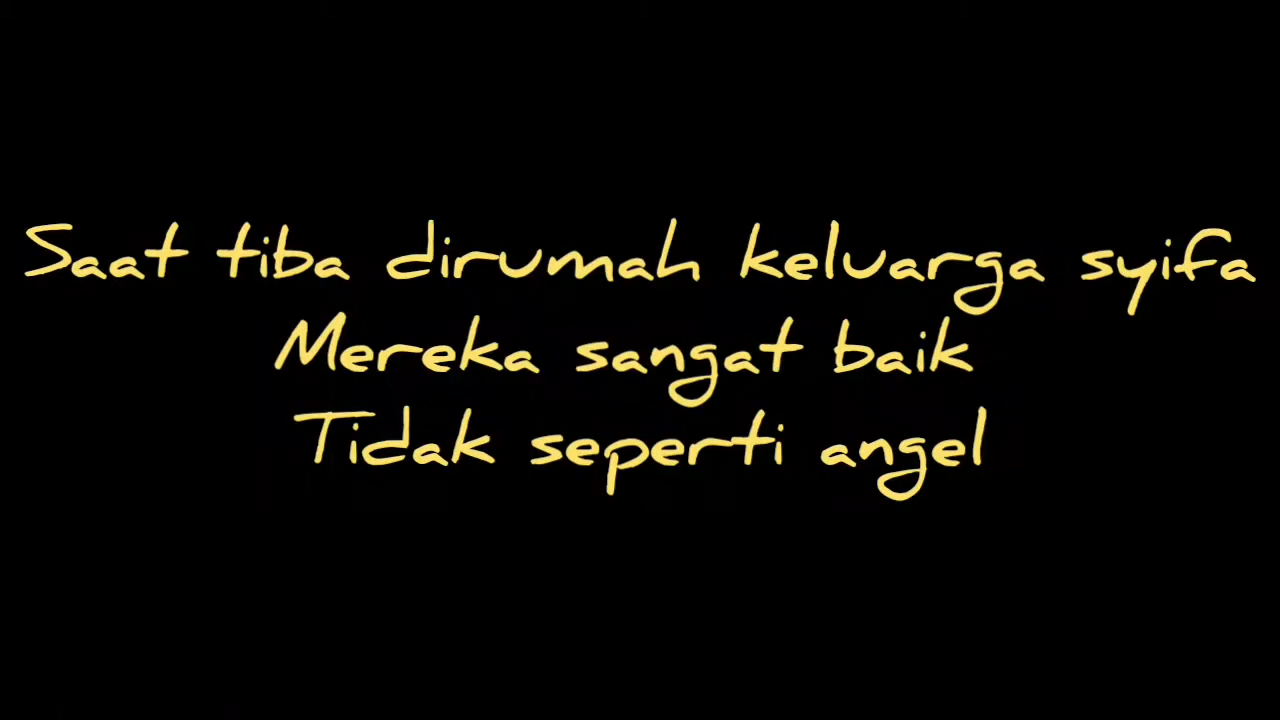 Saat tiba dirumah keluarga syifa
Mereka sangat baik
Tidak seperti angel